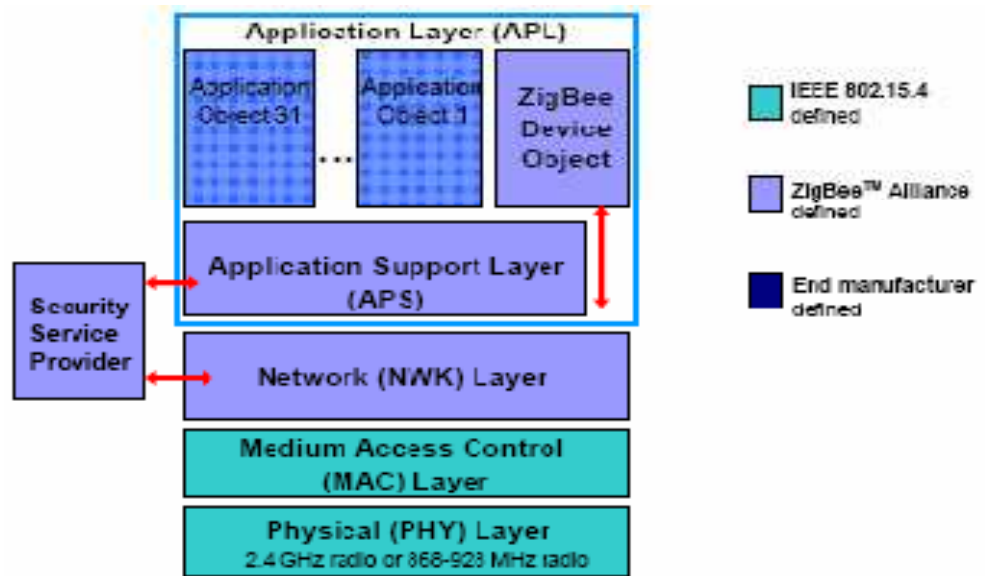 Application Layer (APL)
Application
Object 31
...
Application
Object 1
ZigBee
Device
Object
Application Support Layer
(APS)
Security
Service
Provider
Network (NWK) Layer
Medium Access Control
(MAC) Layer
Physical (PHY) Layer
2.4 GHz radio or 868-928 MHz radio
IEEE 802.15.4
defined
ZigBee™ Alliance
defined
End manufacturer
defined